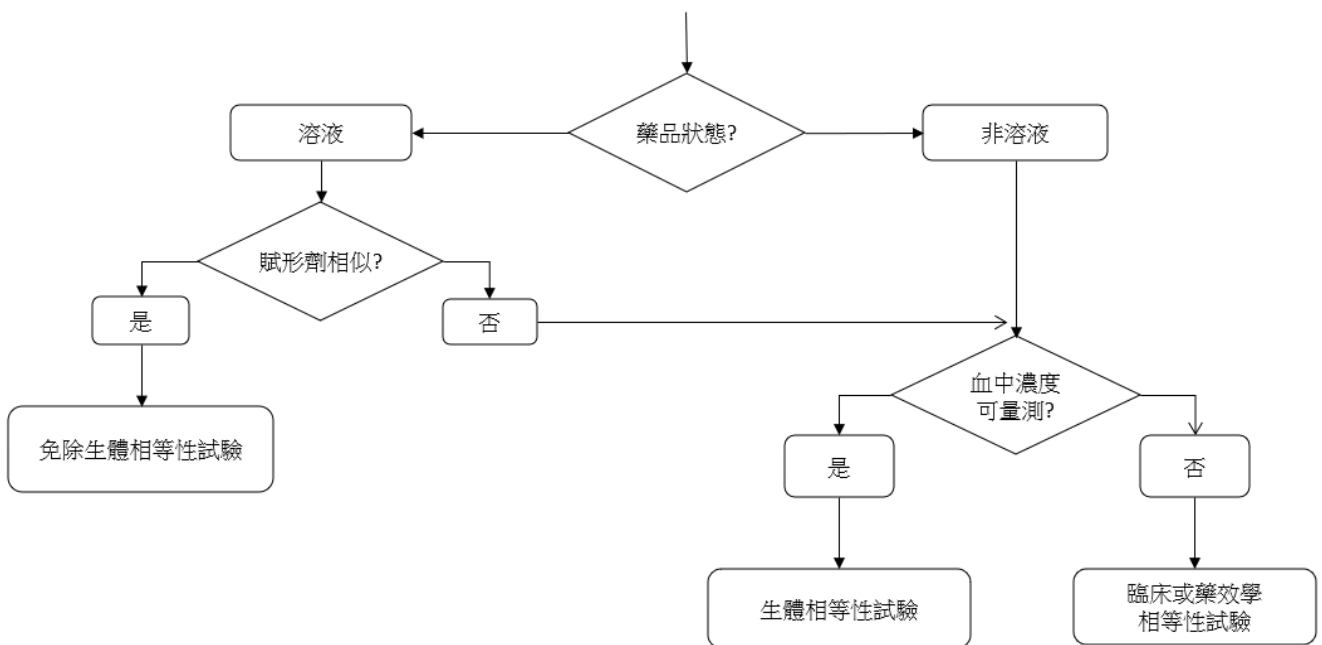 藥品狀態?
溶液
非溶液
賦形劑相似?
是
否
免除生體相等性試驗
血中濃度
可量測?
是
否
生體相等性試驗
臨床或藥效學
相等性試驗